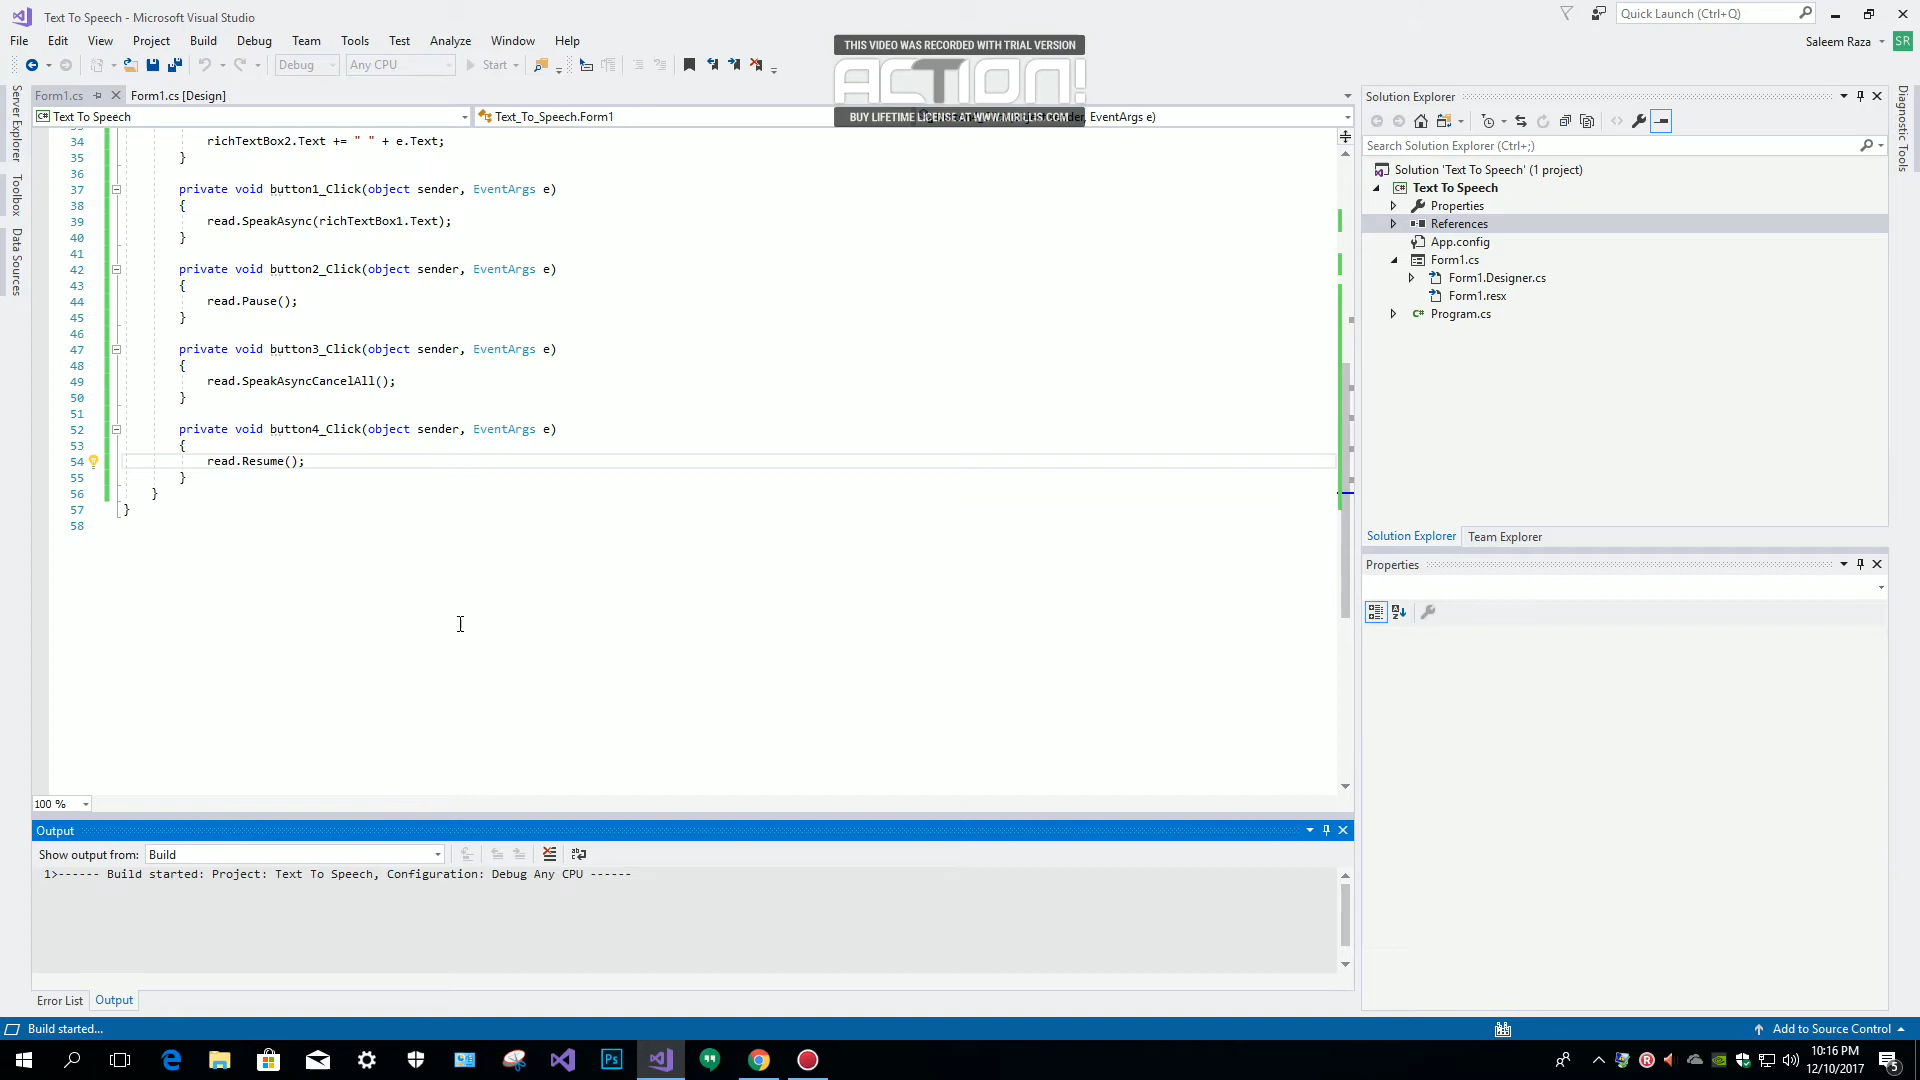 Text To Speech - Microsoft Visual Studio
Quick Launch (Ctrl+Q)
File Edit View Project Build Debug Team Tools Test Analyze Window Help
Saleem Raza SR
Debug Any CPU Start
THIS VIDEO WAS RECORDED WITH TRIAL VERSION
ACTION!
BUY LIFETIME LICENSE AT WWW.MIRILLIS.COM
Form1.cs Form1.cs [Design]
Text To Speech Text_To_Speech.Form1 EventArgs e)
Server Explorer
Toolbox
Data Sources
34 richTextBox2.Text += " " + e.Text;
35 }
36
37 private void button1_Click(object sender, EventArgs e)
38 {
39 read.SpeakAsync(richTextBox1.Text);
40 }
41
42 private void button2_Click(object sender, EventArgs e)
43 {
44 read.Pause();
45 }
46
47 private void button3_Click(object sender, EventArgs e)
48 {
49 read.SpeakAsyncCancelAll();
50 }
51
52 private void button4_Click(object sender, EventArgs e)
53 {
54 read.Resume();
55 }
56 }
57 }
58
100 %
Output
Show output from: Build
1>------ Build started: Project: Text To Speech, Configuration: Debug Any CPU ------
Error List Output
Solution Explorer
Search Solution Explorer (Ctrl+;)
Solution 'Text To Speech' (1 project)
Text To Speech
Properties
References
App.config
Form1.cs
Form1.Designer.cs
Form1.resx
Program.cs
Solution Explorer Team Explorer
Properties
Diagnostic Tools
Build started...
Add to Source Control
10:16 PM
12/10/2017
5